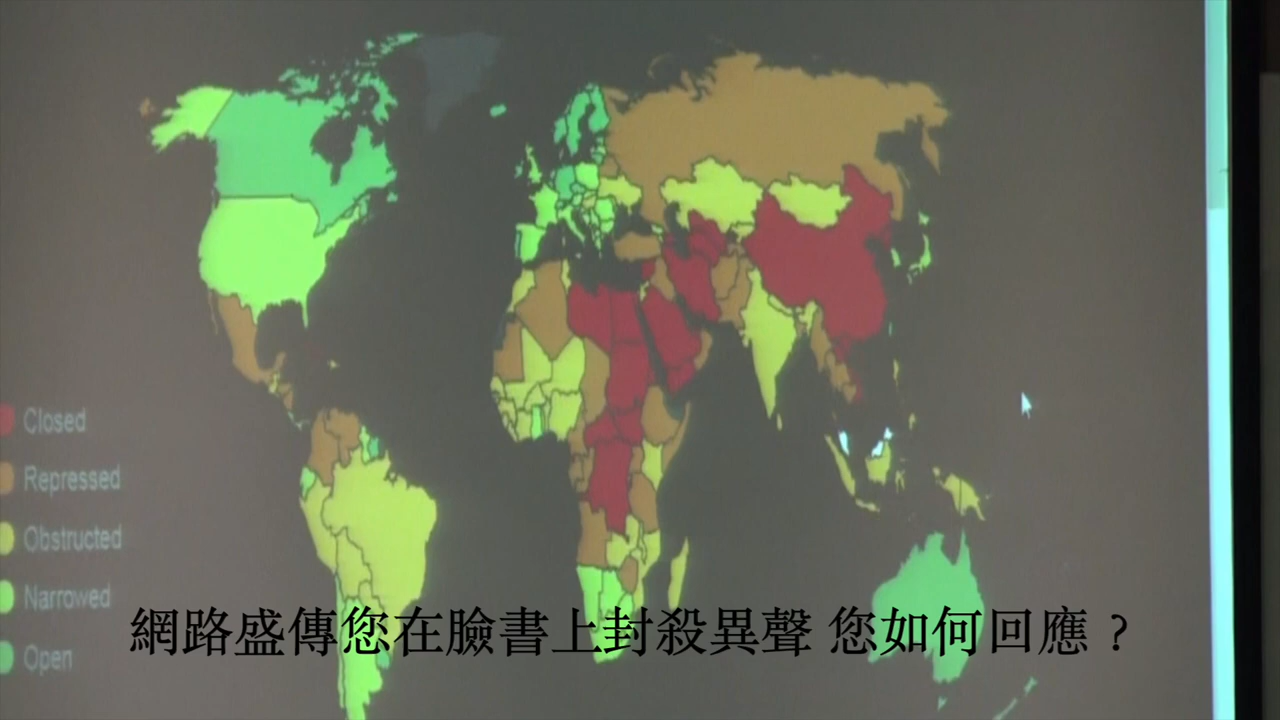 Closed
Repressed
Obstructed
Narrowed
Open
網路盛傳您在臉書上封殺異聲 您如何回應？